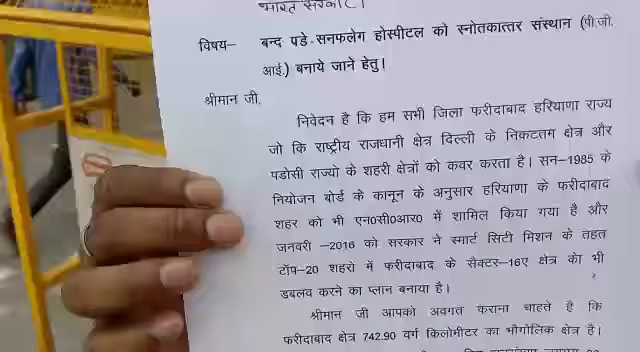 भारत सरकार।
विषय– बन्द पडे सनफलेग होस्पीटल को स्नोतकात्तर संस्थान (पी.जी.
आई.) बनाये जाने हेतु।
श्रीमान जी,
निवेदन है कि हम सभी जिला फरीदाबाद हरियाणा राज्य
जो कि राष्ट्रीय राजधानी क्षेत्र दिल्ली के निकटतम क्षेत्र और
पडोसी राज्यो के शहरी क्षेत्रों को कवर करता है। सन–1985 के
नियोजन बोर्ड के कानून के अनुसार हरियाणा के फरीदाबाद
शहर को भी एन0सी0आर0 में शामिल किया गया है और
जनवरी –2016 को सरकार ने स्मार्ट सिटी मिशन के तहत
टॉप–20 शहरो में फरीदाबाद के सैक्टर–16ए क्षेत्र को भी
डबलव करने का प्लान बनाया है।
श्रीमान जी आपको अवगत कराना चाहते है कि
फरीदाबाद क्षेत्र 742.90 वर्ग किलोमीटर का भौगोलिक क्षेत्र है।